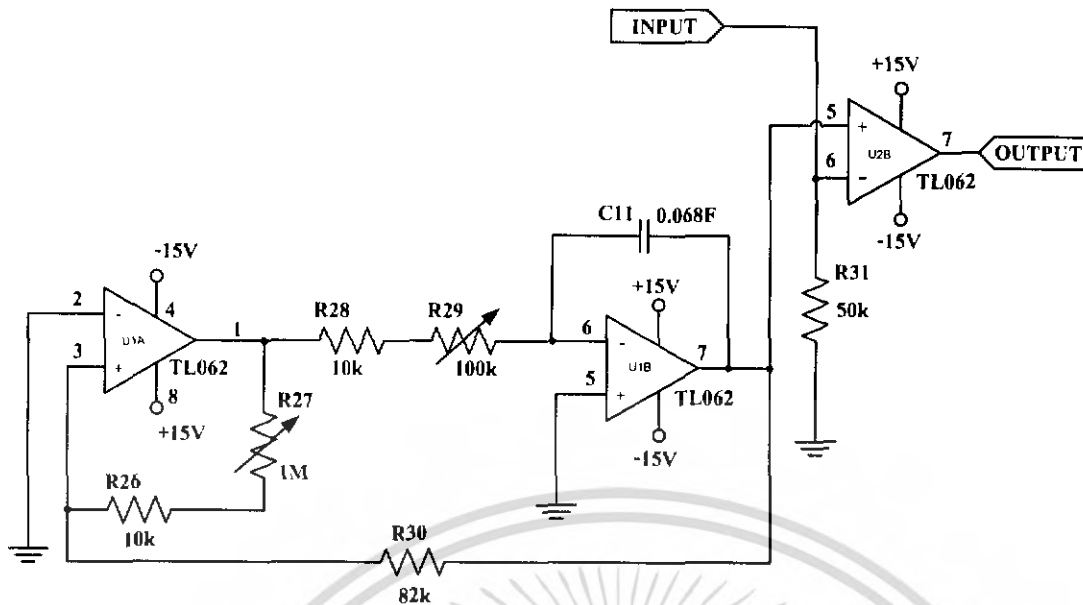 INPUT
+15V
5
+
U2B
7
OUTPUT
6
-
TL062
-15V
C11 0.068F
R31
50k
-15V
2
-
4
U1A
1
3
+
TL062
8
+15V
R28
10k
R29
100k
+15V
6
-
7
U1B
5
+
TL062
-15V
R27
1M
R26
10k
R30
82k